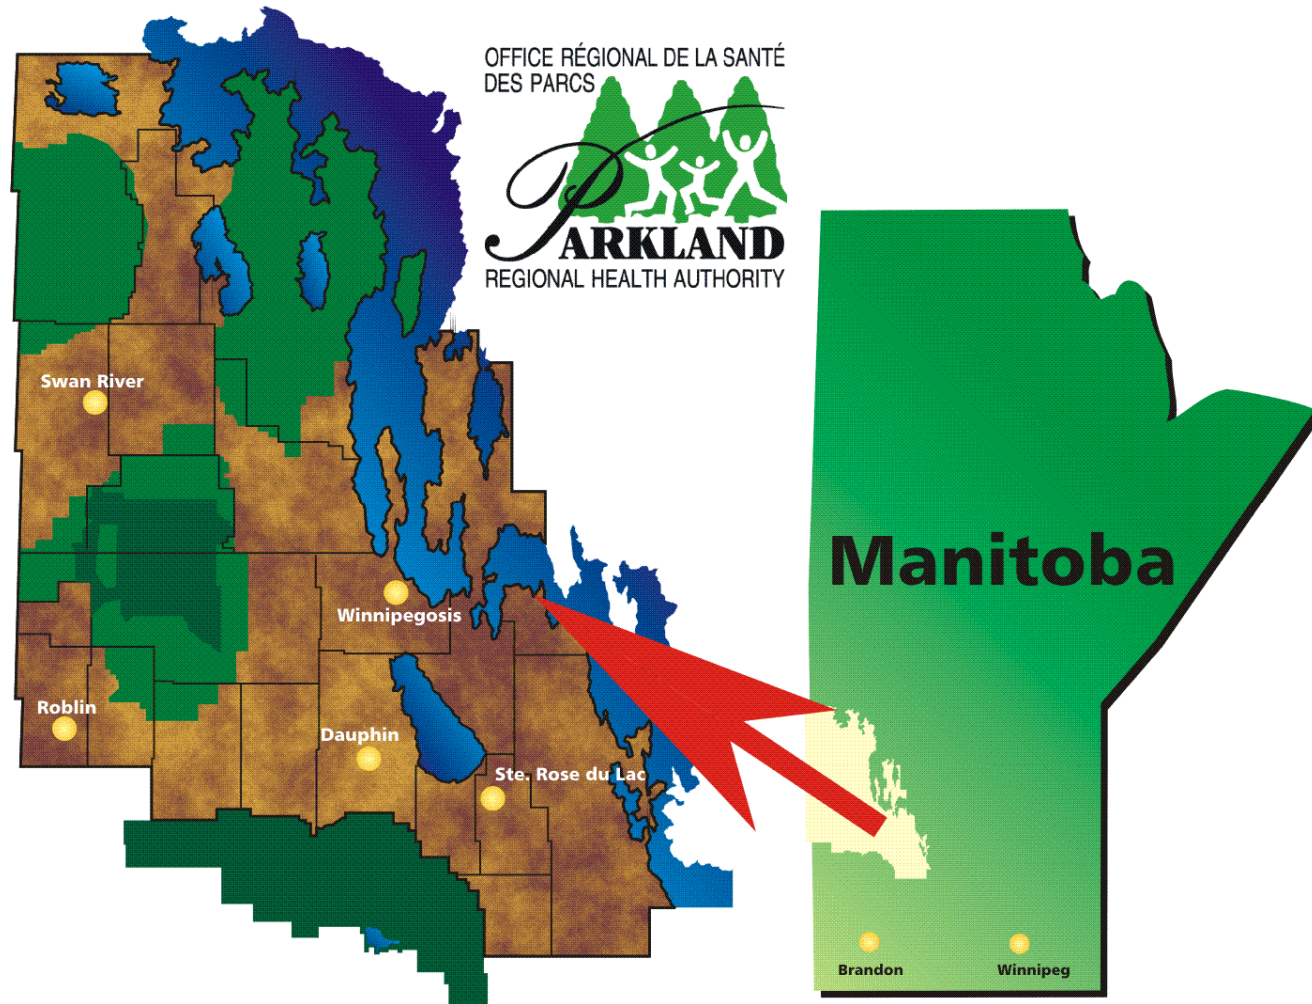 OFFICE RÉGIONAL DE LA SANTÉ
DES PARCS
PARKLAND
REGIONAL HEALTH AUTHORITY
Swan River
Winnipegosis
Roblin
Dauphin
Ste. Rose du Lac
Manitoba
Brandon
Winnipeg